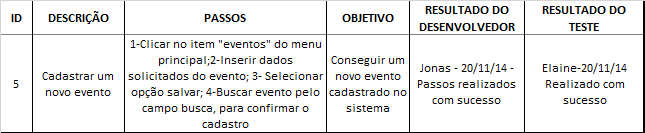 ID
DESCRIÇÃO
PASSOS
OBJETIVO
RESULTADO DO
DESENVOLVEDOR
RESULTADO DO
TESTE
5
Cadastrar um
novo evento
1-Clicar no item "eventos" do menu
principal;2-Inserir dados
solicitados do evento; 3- Selecionar
opção salvar; 4-Buscar evento pelo
campo busca, para confirmar o
cadastro
Conseguir um
novo evento
cadastrado no
sistema
Jonas - 20/11/14 -
Passos realizados
com sucesso
Elaine-20/11/14
Realizado com
sucesso